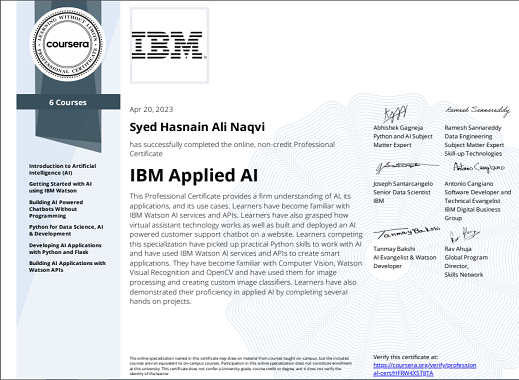 LEARNING WITHOUT LIMITS
coursera
PROFESSIONAL CERTIFICATE
IBM
6 Courses
Introduction to Artificial
Intelligence (AI)
Getting Started with AI
using IBM Watson
Building AI Powered
Chatbots Without
Programming
Python for Data Science, AI
& Development
Developing AI Applications
with Python and Flask
Building AI Applications with
Watson APIs
Apr 20, 2023
Syed Hasnain Ali Naqvi
has successfully completed the online, non-credit Professional
Certificate
IBM Applied AI
This Professional Certificate provides a firm understanding of AI, its
applications, and its use cases. Learners have become familiar with
IBM Watson AI services and APIs. Learners have also grasped how
virtual assistant technology works as well as built and deployed an AI
powered customer support chatbot on a website. Learners competing
this specialization have picked up practical Python skills to work with AI
and have used IBM Watson AI services and APIs to create smart
applications. They have become familiar with Computer Vision, Watson
Visual Recognition and OpenCV and have used them for image
processing and creating custom image classifiers. Learners have also
demonstrated their proficiency in applied AI by completing several
hands on projects.
Abhishek Gagneja
Python and AI Subject
Matter Expert
Ramesh Sannareddy
Ramesh Sannareddy
Data Engineering
Subject Matter Expert
Skill-up Technologies
Joseph Santarcangelo
Senior Data Scientist
IBM
Antonio Cangiano
Antonio Cangiano
Software Developer and
Technical Evangelist
IBM Digital Business
Group
Tanmay Bakshi
Tanmay Bakshi
AI Evangelist & Watson
Developer
Rav Ahuja
Global Program
Director,
Skills Network
The online specialization named in this certificate may draw on material from courses taught on-campus, but the included
courses are not equivalent to on-campus courses. Participation in this online specialization does not constitute enrollment
at this university. This certificate does not confer a University grade, course credit or degree, and it does not verify the
identity of the learner.
Verify this certificate at:
https://coursera.org/verify/profession
al-cert/HFRW4X5TJJTA